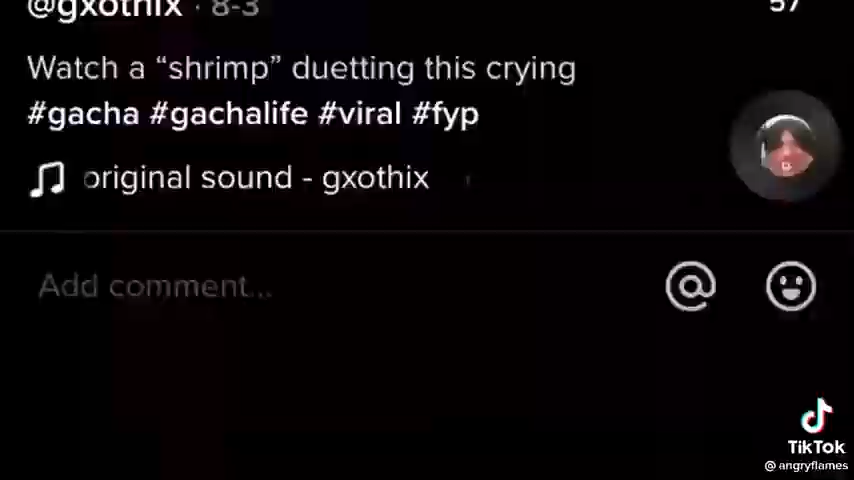 @gxothix · 8-3
57
Watch a “shrimp” duetting this crying
#gacha #gachalife #viral #fyp
original sound - gxothix
Add comment...
TikTok
@ angryflames